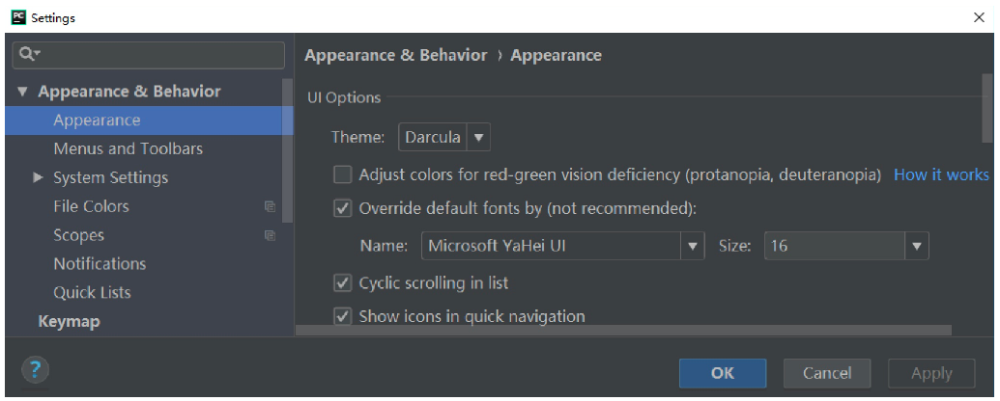 PC Settings
Appearance & Behavior
Appearance
Menus and Toolbars
System Settings
File Colors
Scopes
Notifications
Quick Lists
Keymap
Appearance & Behavior › Appearance
UI Options
Theme: Darcula
Adjust colors for red-green vision deficiency (protanopia, deuteranopia) How it works
Override default fonts by (not recommended):
Name: Microsoft YaHei UI Size: 16
Cyclic scrolling in list
Show icons in quick navigation
? OK Cancel Apply